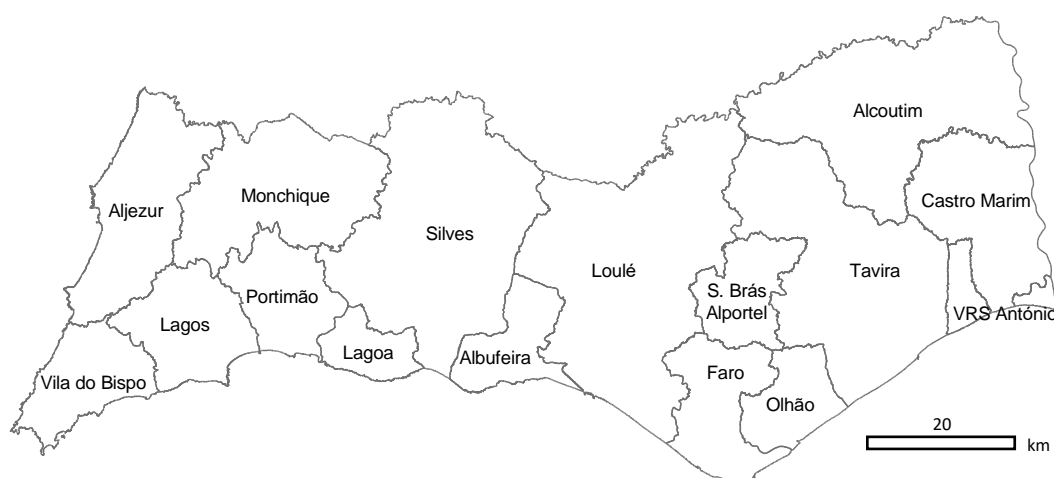 Alcoutim
Monchique
Castro Marim
Aljezur
Silves
Loulé
Tavira
Portimão
S. Brás
Alportel
VRS António
Lagos
Lagoa
Albufeira
Faro
Vila do Bispo
Olhão
20
km